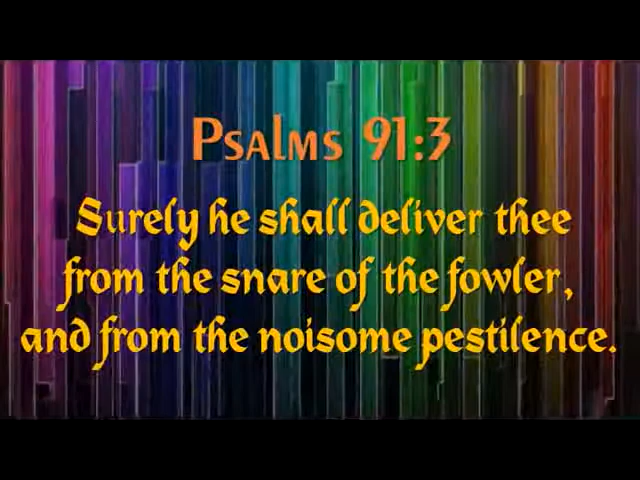 Psalms 91:3
Surely he shall deliver thee
from the snare of the fowler,
and from the noisome pestilence.